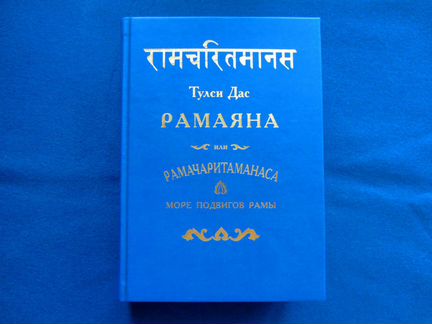 रामचरितमानस
Тулси Дас
РАМАЯНА
или
РАМАЧАРИТАМАНАСА
МОРЕ ПОДВИГОВ РАМЫ